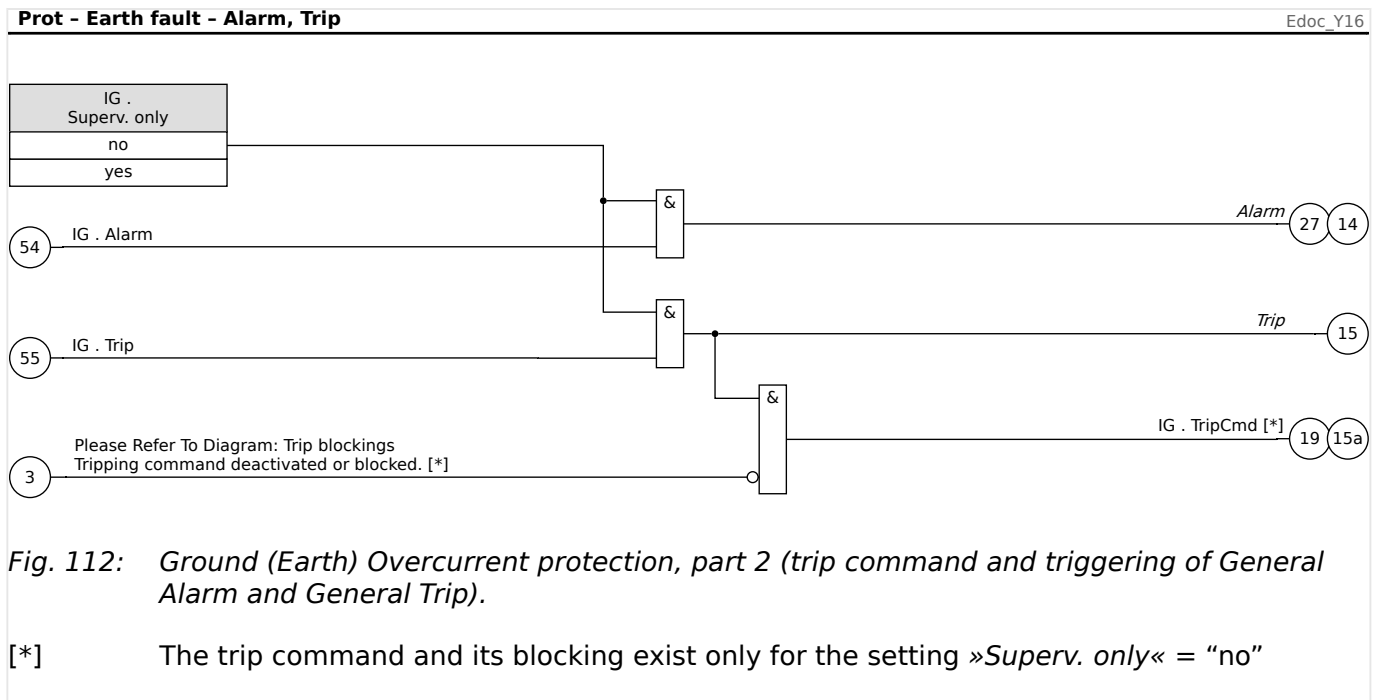 Prot – Earth fault – Alarm, Trip
Edoc_Y16
IG .
Superv. only
no
yes
&
Alarm
27
14
54
IG . Alarm
&
Trip
15
55
IG . Trip
&
IG . TripCmd [*]
19
15a
Please Refer To Diagram: Trip blockings
Tripping command deactivated or blocked. [*]
3
Fig. 112: Ground (Earth) Overcurrent protection, part 2 (trip command and triggering of General
Alarm and General Trip).
[*] The trip command and its blocking exist only for the setting »Superv. only« = “no”